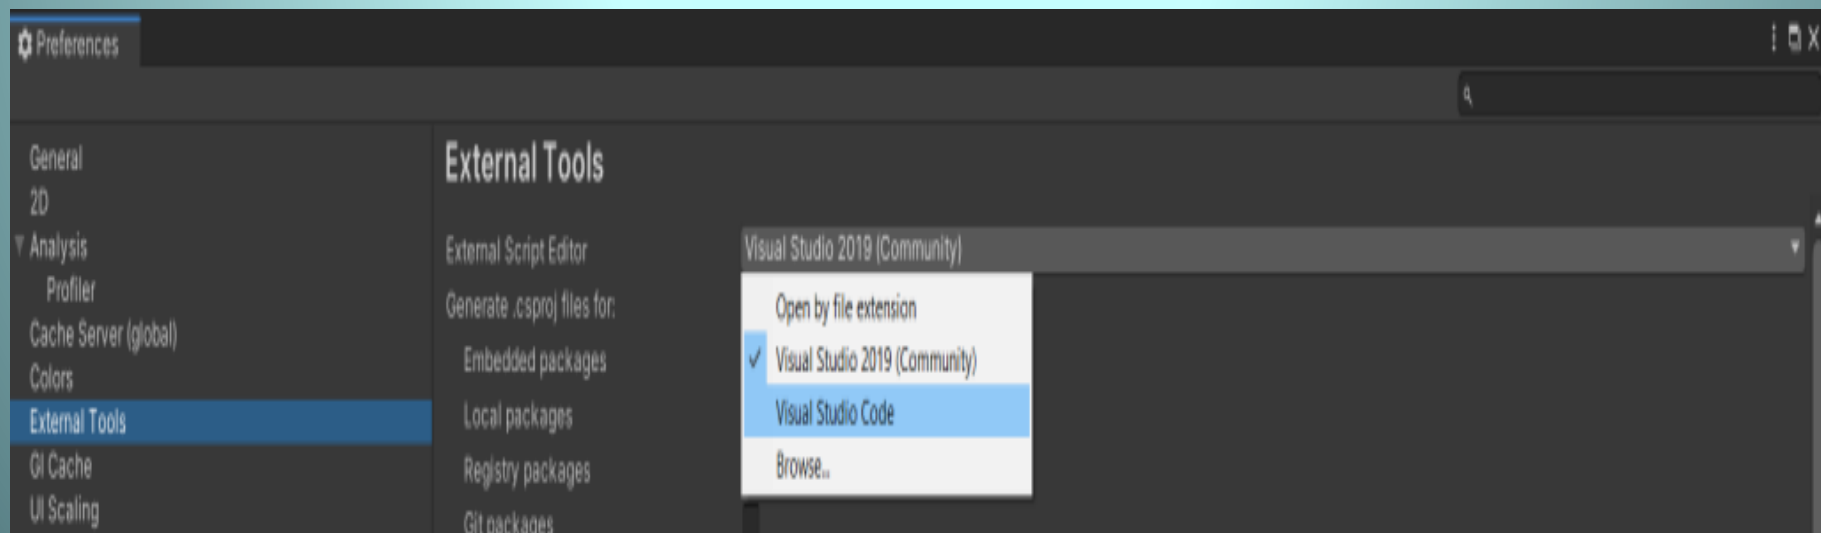 Preferences
General
2D
Analysis
Profiler
Cache Server (global)
Colors
External Tools
GI Cache
UI Scaling
External Tools
External Script Editor
Visual Studio 2019 (Community)
Generate .csproj files for:
Embedded packages
Local packages
Registry packages
Git packages
Open by file extension
Visual Studio 2019 (Community)
Visual Studio Code
Browse...